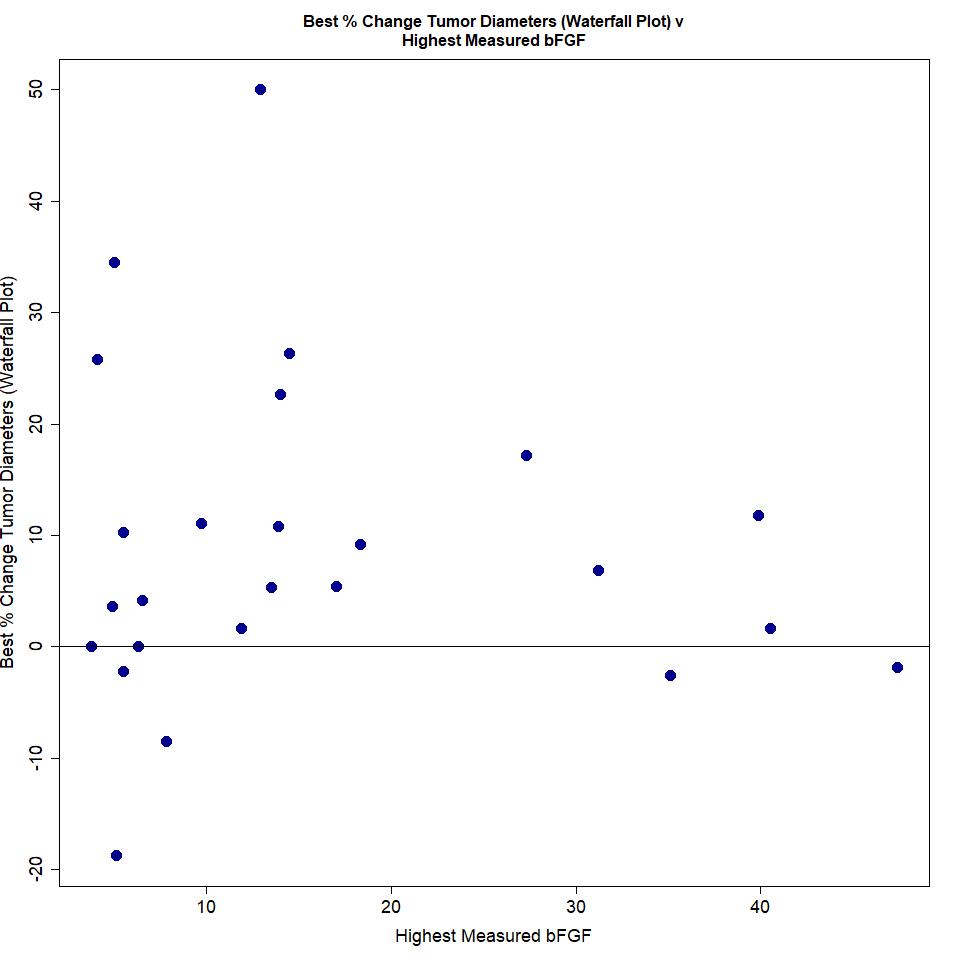 Best % Change Tumor Diameters (Waterfall Plot) v
Highest Measured bFGF
Best % Change Tumor Diameters (Waterfall Plot)
50
40
30
20
10
0
-10
-20
10 20 30 40
Highest Measured bFGF